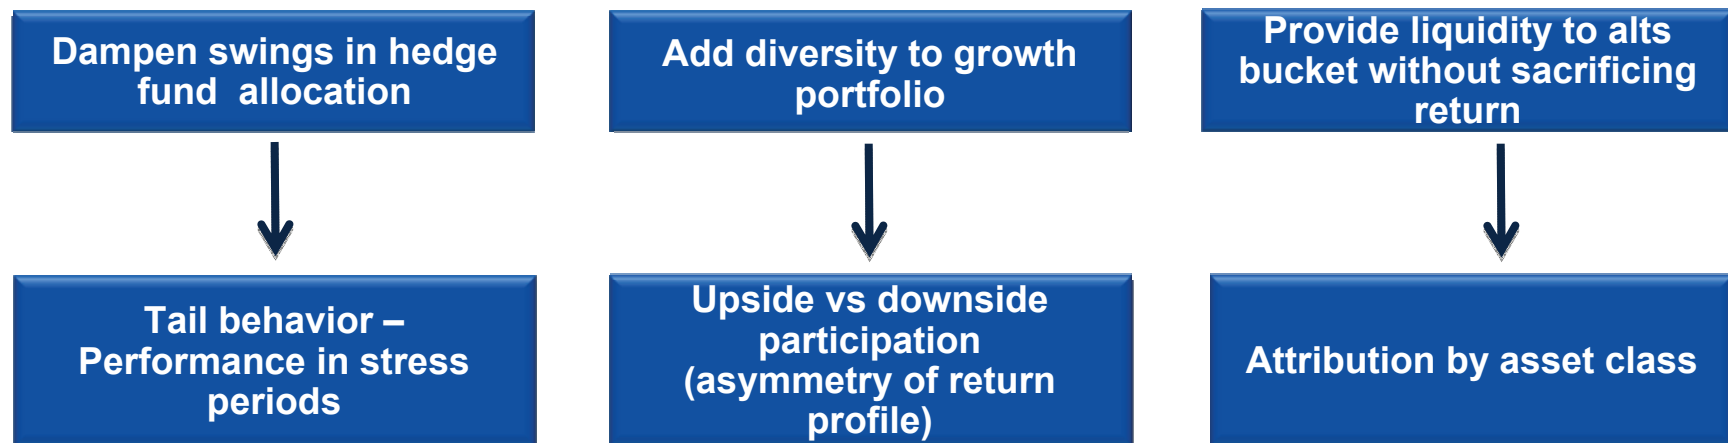 Dampen swings in hedge
fund  allocation
Add diversity to growth
portfolio
Provide liquidity to alts
bucket without sacrificing
return
Tail behavior –
Performance in stress
periods
Upside vs downside
participation
(asymmetry of return
profile)
Attribution by asset class